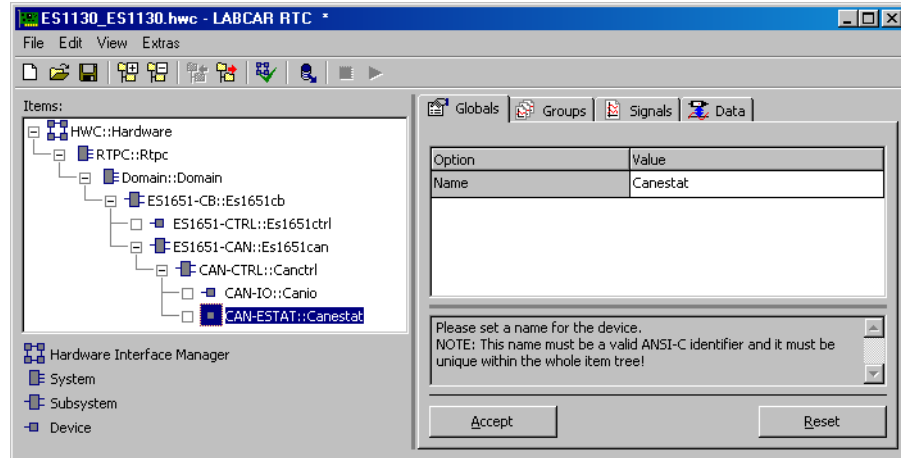 ES1130_ES1130.hwc - LABCAR RTC *
File Edit View Extras
Items:
HWC::Hardware
RTPC::Rtpc
Domain::Domain
ES1651-CB::Es1651cb
ES1651-CTRL::Es1651ctrl
ES1651-CAN::Es1651can
CAN-CTRL::Canctrl
CAN-IO::Canio
CAN-ESTAT::Canestat
Hardware Interface Manager
System
Subsystem
Device
Globals Groups Signals Data
Option Value
Name Canestat
Please set a name for the device.
NOTE: This name must be a valid ANSI-C identifier and it must be
unique within the whole item tree!
Accept Reset